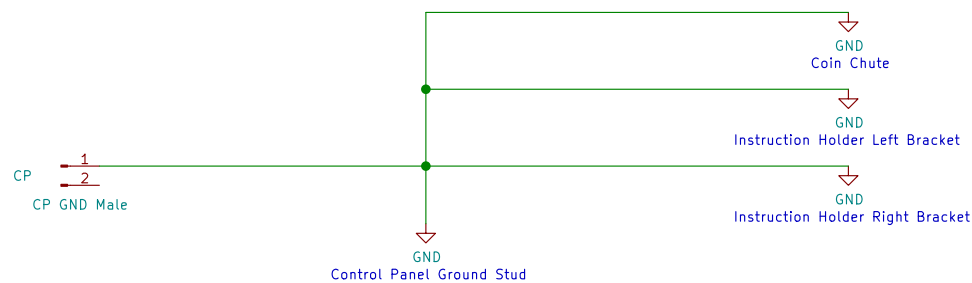 GND
Coin Chute
GND
Instruction Holder Left Bracket
1
CP
2
CP GND Male
GND
Instruction Holder Right Bracket
GND
Control Panel Ground Stud